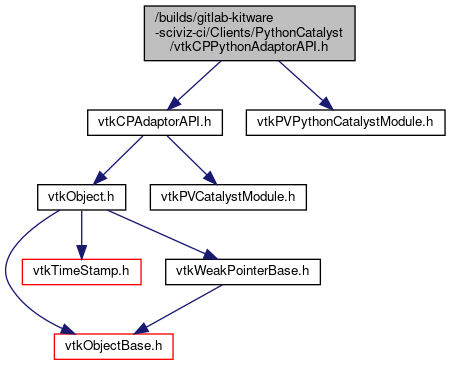 /builds/gitlab-kitware
-sciviz-ci/Clients/PythonCatalyst
/vtkCPPythonAdaptorAPI.h
vtkCPAdaptorAPI.h
vtkPVPythonCatalystModule.h
vtkObject.h
vtkPVCatalystModule.h
vtkTimeStamp.h
vtkWeakPointerBase.h
vtkObjectBase.h